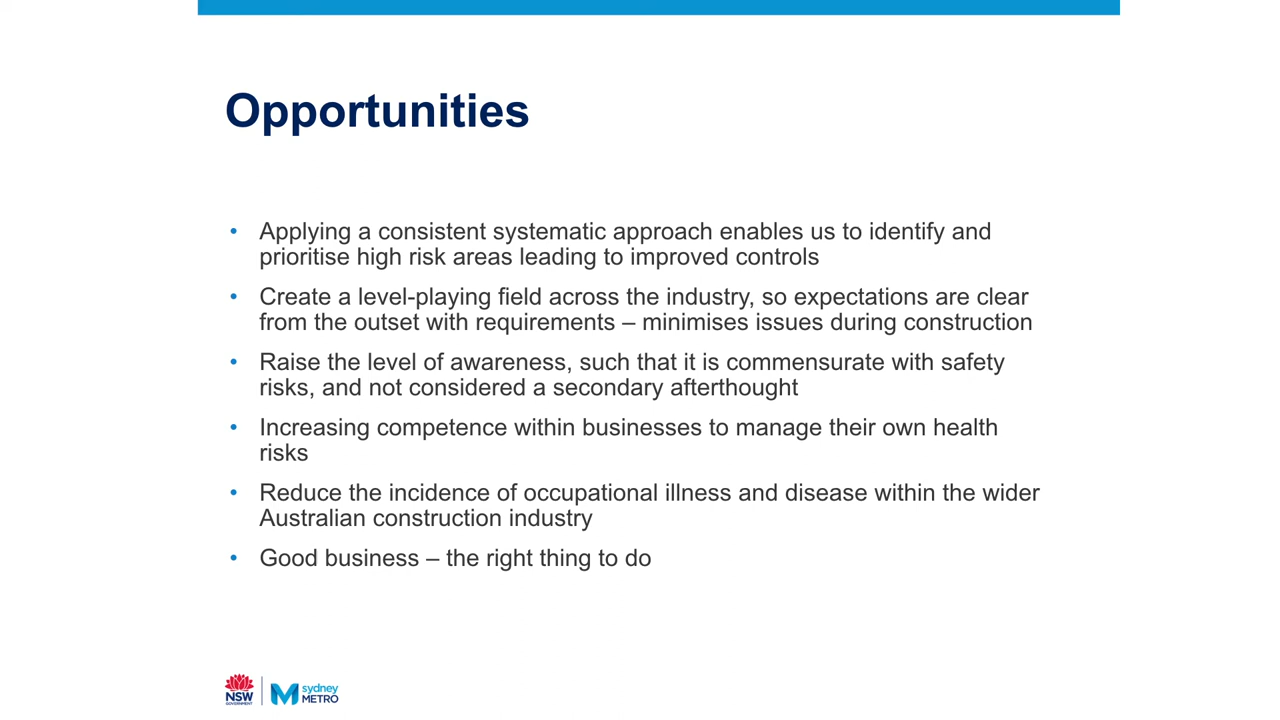 Opportunities
• Applying a consistent systematic approach enables us to identify and
prioritise high risk areas leading to improved controls
• Create a level-playing field across the industry, so expectations are clear
from the outset with requirements – minimises issues during construction
• Raise the level of awareness, such that it is commensurate with safety
risks, and not considered a secondary afterthought
• Increasing competence within businesses to manage their own health
risks
• Reduce the incidence of occupational illness and disease within the wider
Australian construction industry
• Good business – the right thing to do
NSW
GOVERNMENT
sydney
METRO